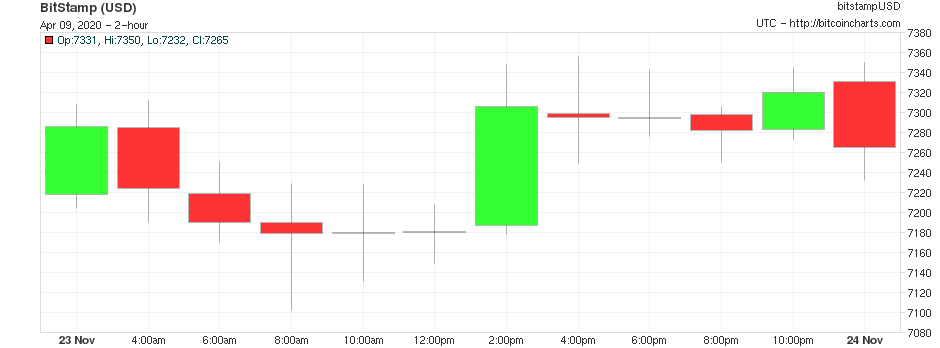 BitStamp (USD)
bitstampUSD
Apr 09, 2020 - 2-hour
UTC - http://bitcoincharts.com
Op:7331, Hi:7350, Lo:7232, Cl:7265
7380
7360
7340
7320
7300
7280
7260
7240
7220
7200
7180
7160
7140
7120
7100
7080
23 Nov 4:00am 6:00am 8:00am 10:00am 12:00pm 2:00pm 4:00pm 6:00pm 8:00pm 10:00pm 24 Nov